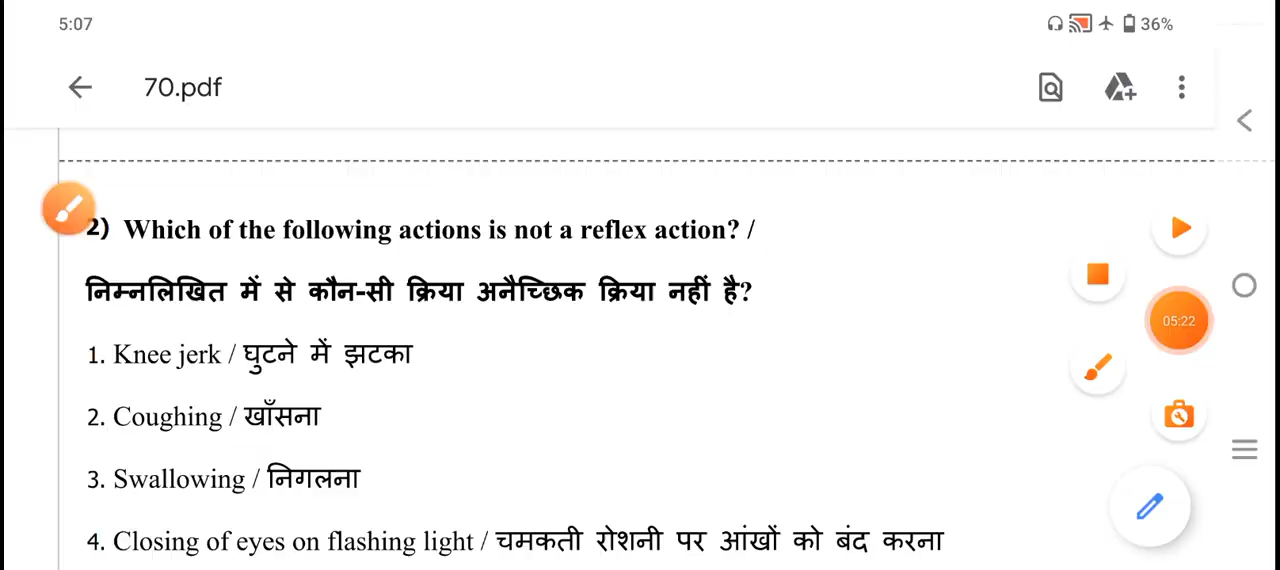 5:07
36%
70.pdf
2) Which of the following actions is not a reflex action? /
निम्नलिखित में से कौन-सी क्रिया अनैच्छिक क्रिया नहीं है?
1. Knee jerk / घुटने में झटका
2. Coughing / खाँसना
3. Swallowing / निगलना
4. Closing of eyes on flashing light / चमकती रोशनी पर आंखों को बंद करना
05:22